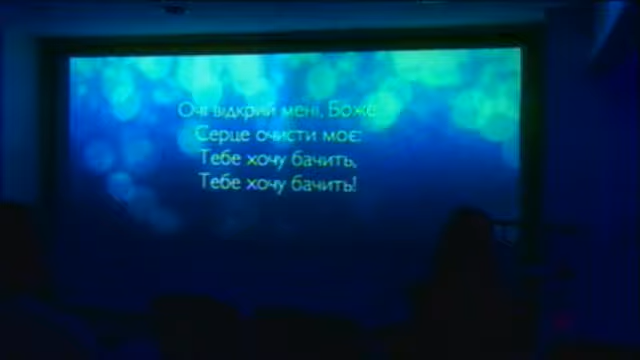 Очі відкрий мені, Боже
Серце очисти моє:
Тебе хочу бачить,
Тебе хочу бачить!